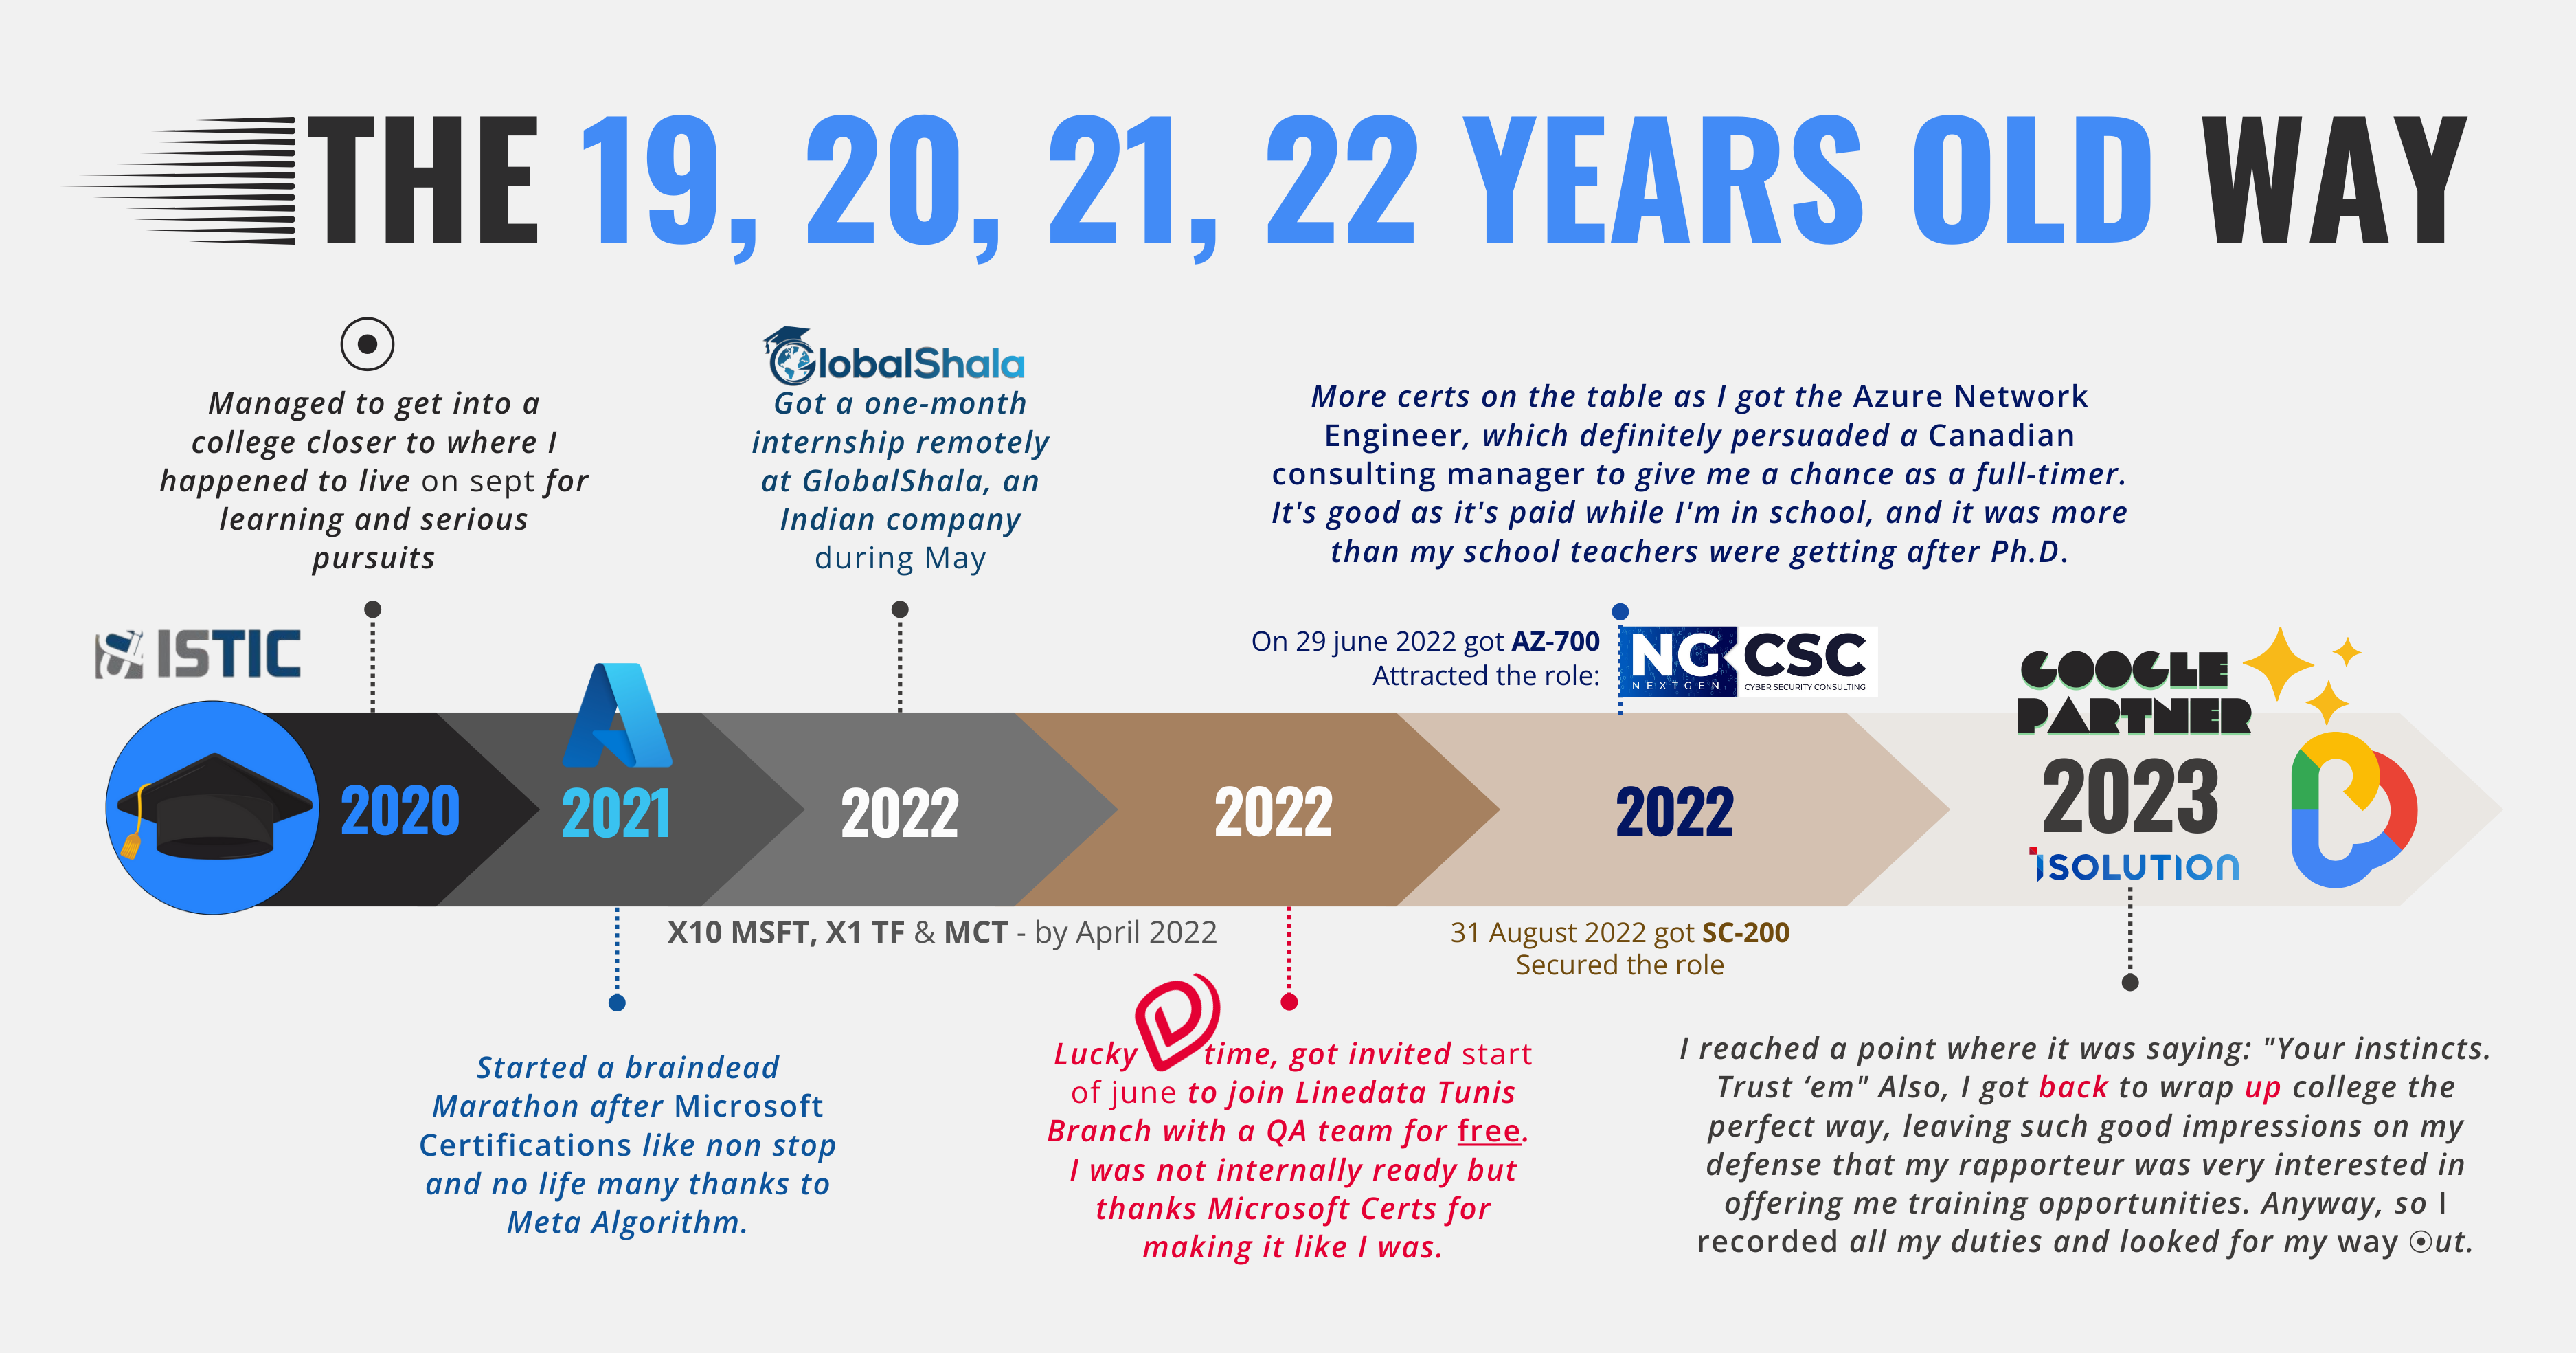 THE 19, 20, 21, 22 YEARS OLD WAY
Managed to get into a
college closer to where I
happened to live on sept for
learning and serious
pursuits
GlobalShala
Got a one-month
internship remotely
at GlobalShala, an
Indian company
during May
More certs on the table as I got the Azure Network
Engineer, which definitely persuaded a Canadian
consulting manager to give me a chance as a full-timer.
It's good as it's paid while I'm in school, and it was more
than my school teachers were getting after Ph.D.
ISTIC
On 29 june 2022 got AZ-700
Attracted the role:
NG CSC
NEXTGEN CYBER SECURITY CONSULTING
GOOGLE
PARTNER
2020
2021
2022
2022
2022
2023
iSOLUTION
X10 MSFT, X1 TF & MCT - by April 2022
31 August 2022 got SC-200
Secured the role
Started a braindead
Marathon after Microsoft
Certifications like non stop
and no life many thanks to
Meta Algorithm.
Lucky time, got invited start
of june to join Linedata Tunis
Branch with a QA team for free.
I was not internally ready but
thanks Microsoft Certs for
making it like I was.
I reached a point where it was saying: "Your instincts.
Trust ‘em" Also, I got back to wrap up college the
perfect way, leaving such good impressions on my
defense that my rapporteur was very interested in
offering me training opportunities. Anyway, so I
recorded all my duties and looked for my way ☉ut.